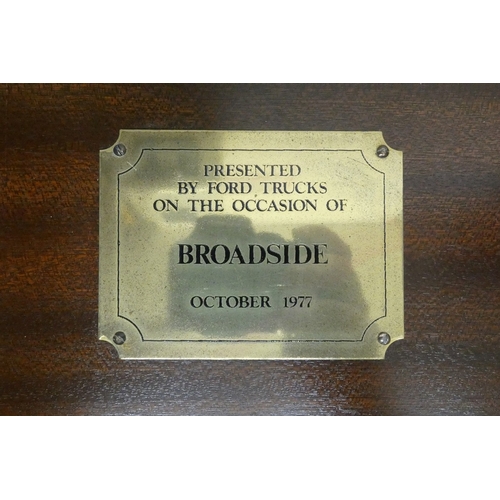 PRESENTED
BY FORD TRUCKS
ON THE OCCASION OF
BROADSIDE
OCTOBER 1977